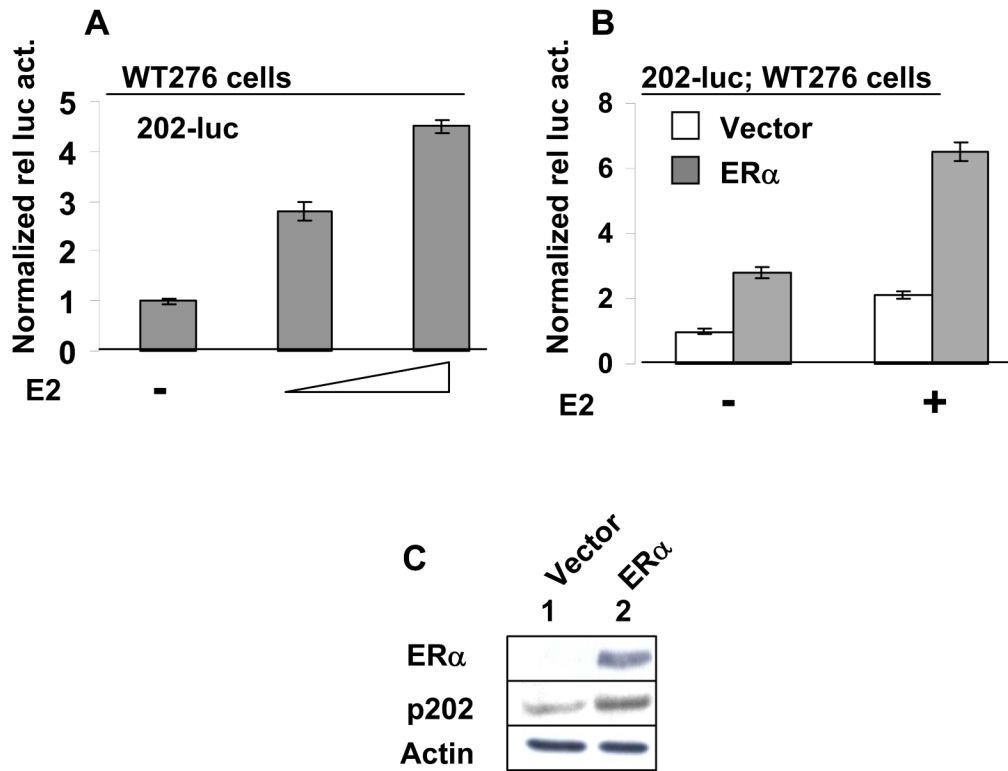 A
WT276 cells
202-luc
Normalized rel luc act.
5
4
3
2
1
0
E2
-
B
202-luc; WT276 cells
Vector
ERα
Normalized rel luc act.
8
6
4
2
0
E2
-
+
C
Vector
ERα
1
2
ERα
p202
Actin